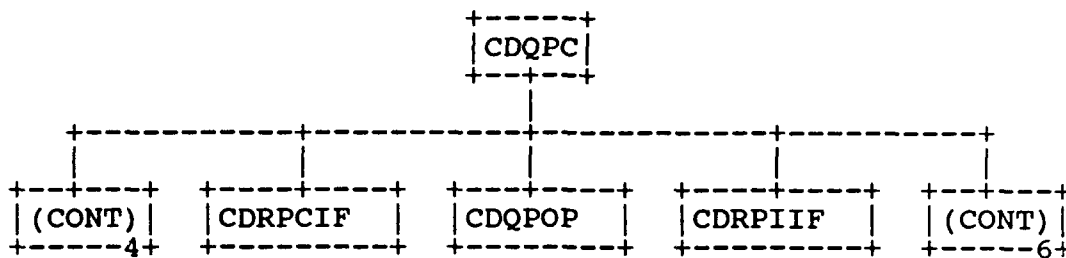 CDQPC
(CONT) CDRPCIF CDQPOP CDRPIIF (CONT)
4 6